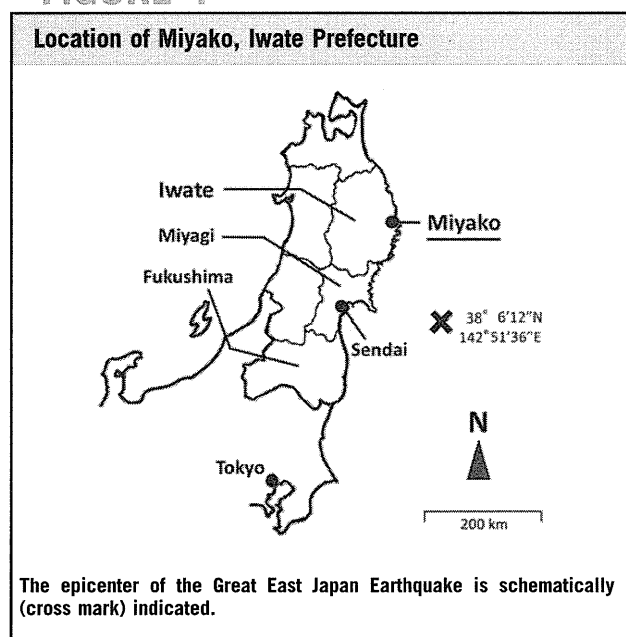 Location of Miyako, Iwate Prefecture
Iwate
Miyako
Miyagi
Fukushima
38° 6'12"N
142°51'36"E
Sendai
N
Tokyo
200 km
The epicenter of the Great East Japan Earthquake is schematically
(cross mark) indicated.